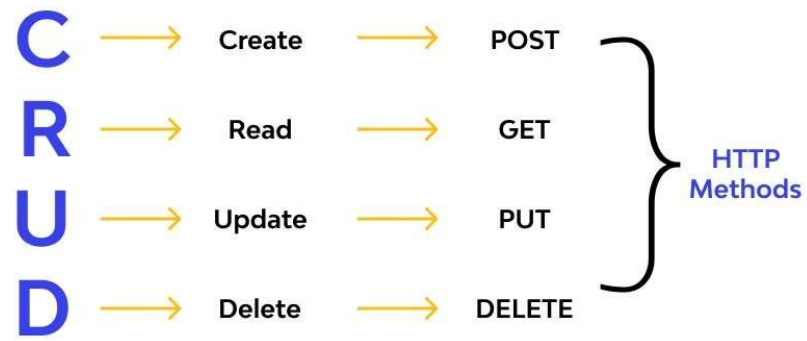 C Create POST
R Read GET
U Update PUT
D Delete DELETE
HTTP
Methods